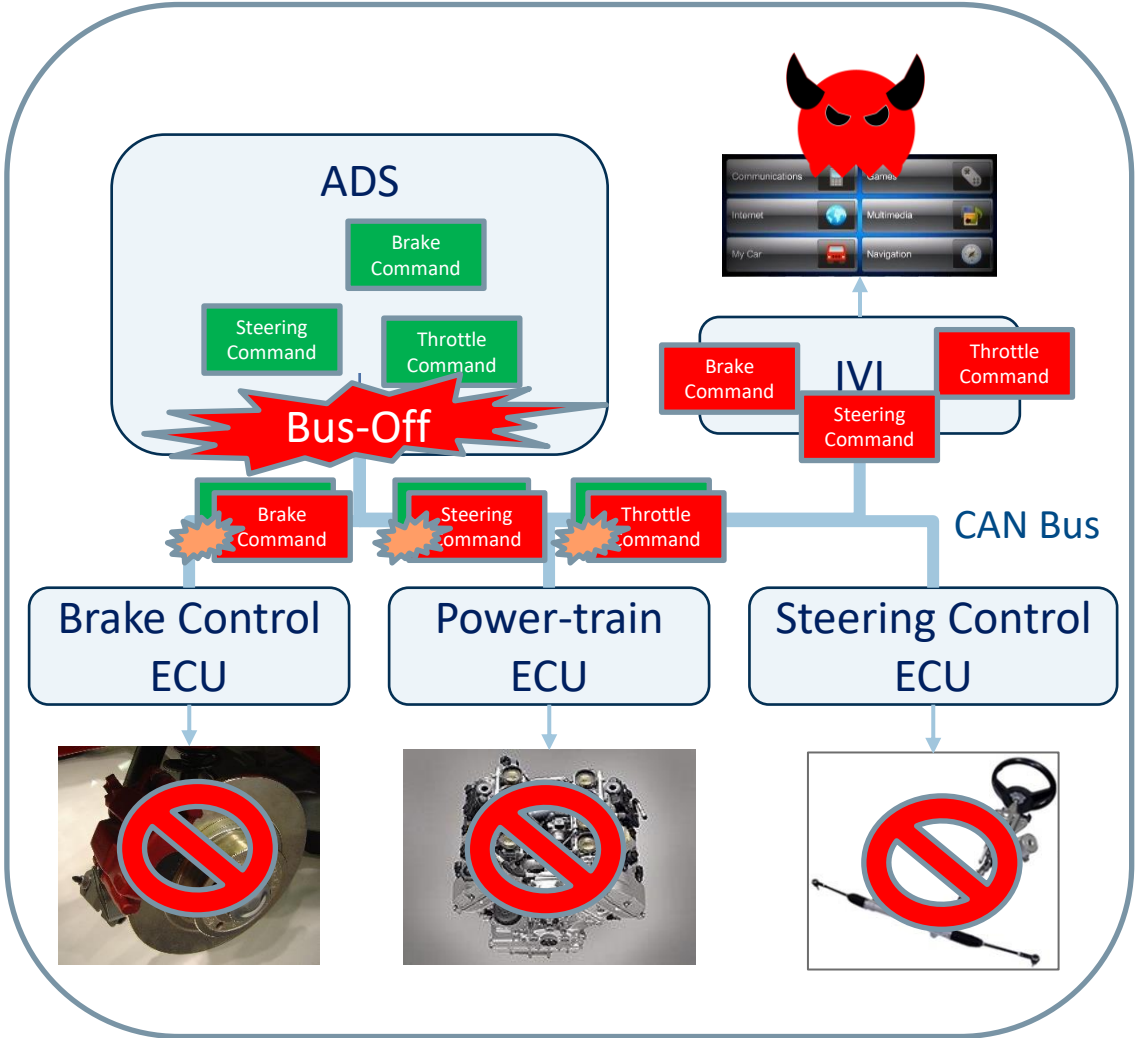 ADS
Brake
Command
Steering
Command
Throttle
Command
Bus-Off
Communications
Games
Internet
Multimedia
My Car
Navigation
IVI
Brake
Command
Throttle
Command
Steering
Command
Brake
Command
Steering
Command
Throttle
Command
CAN Bus
Brake Control
ECU
Power-train
ECU
Steering Control
ECU